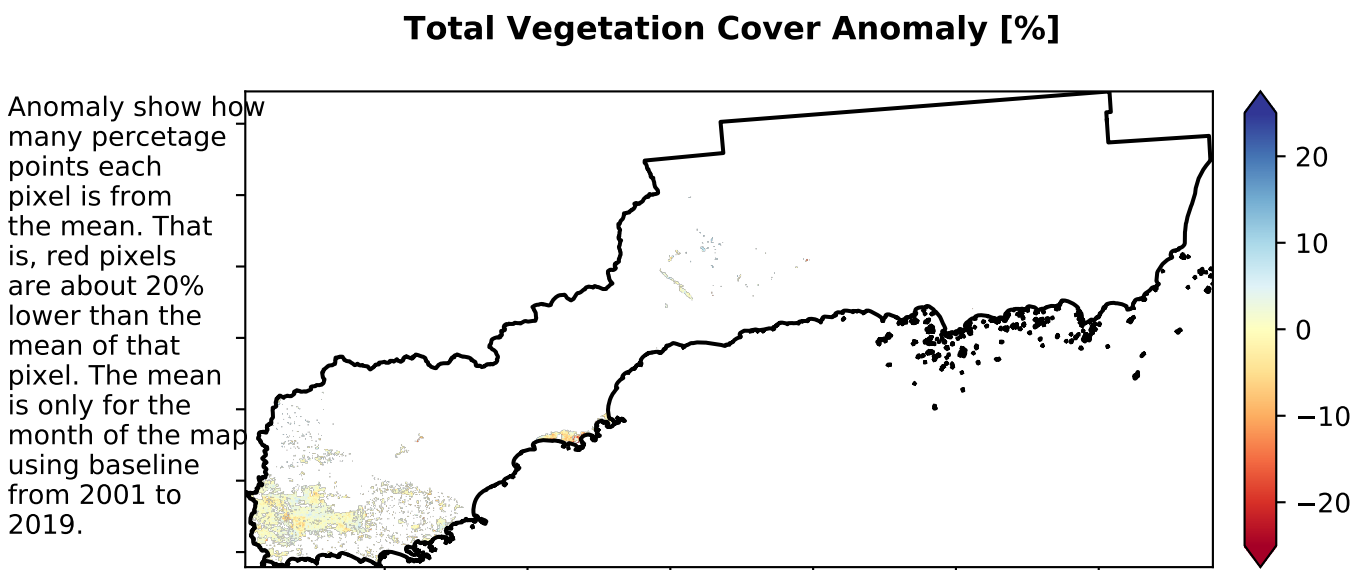 Total Vegetation Cover Anomaly [%]
Anomaly show how
many percetage
points each
pixel is from
the mean. That
is, red pixels
are about 20%
lower than the
mean of that
pixel. The mean
is only for the
month of the map
using baseline
from 2001 to
2019.
20
10
0
−10
−20